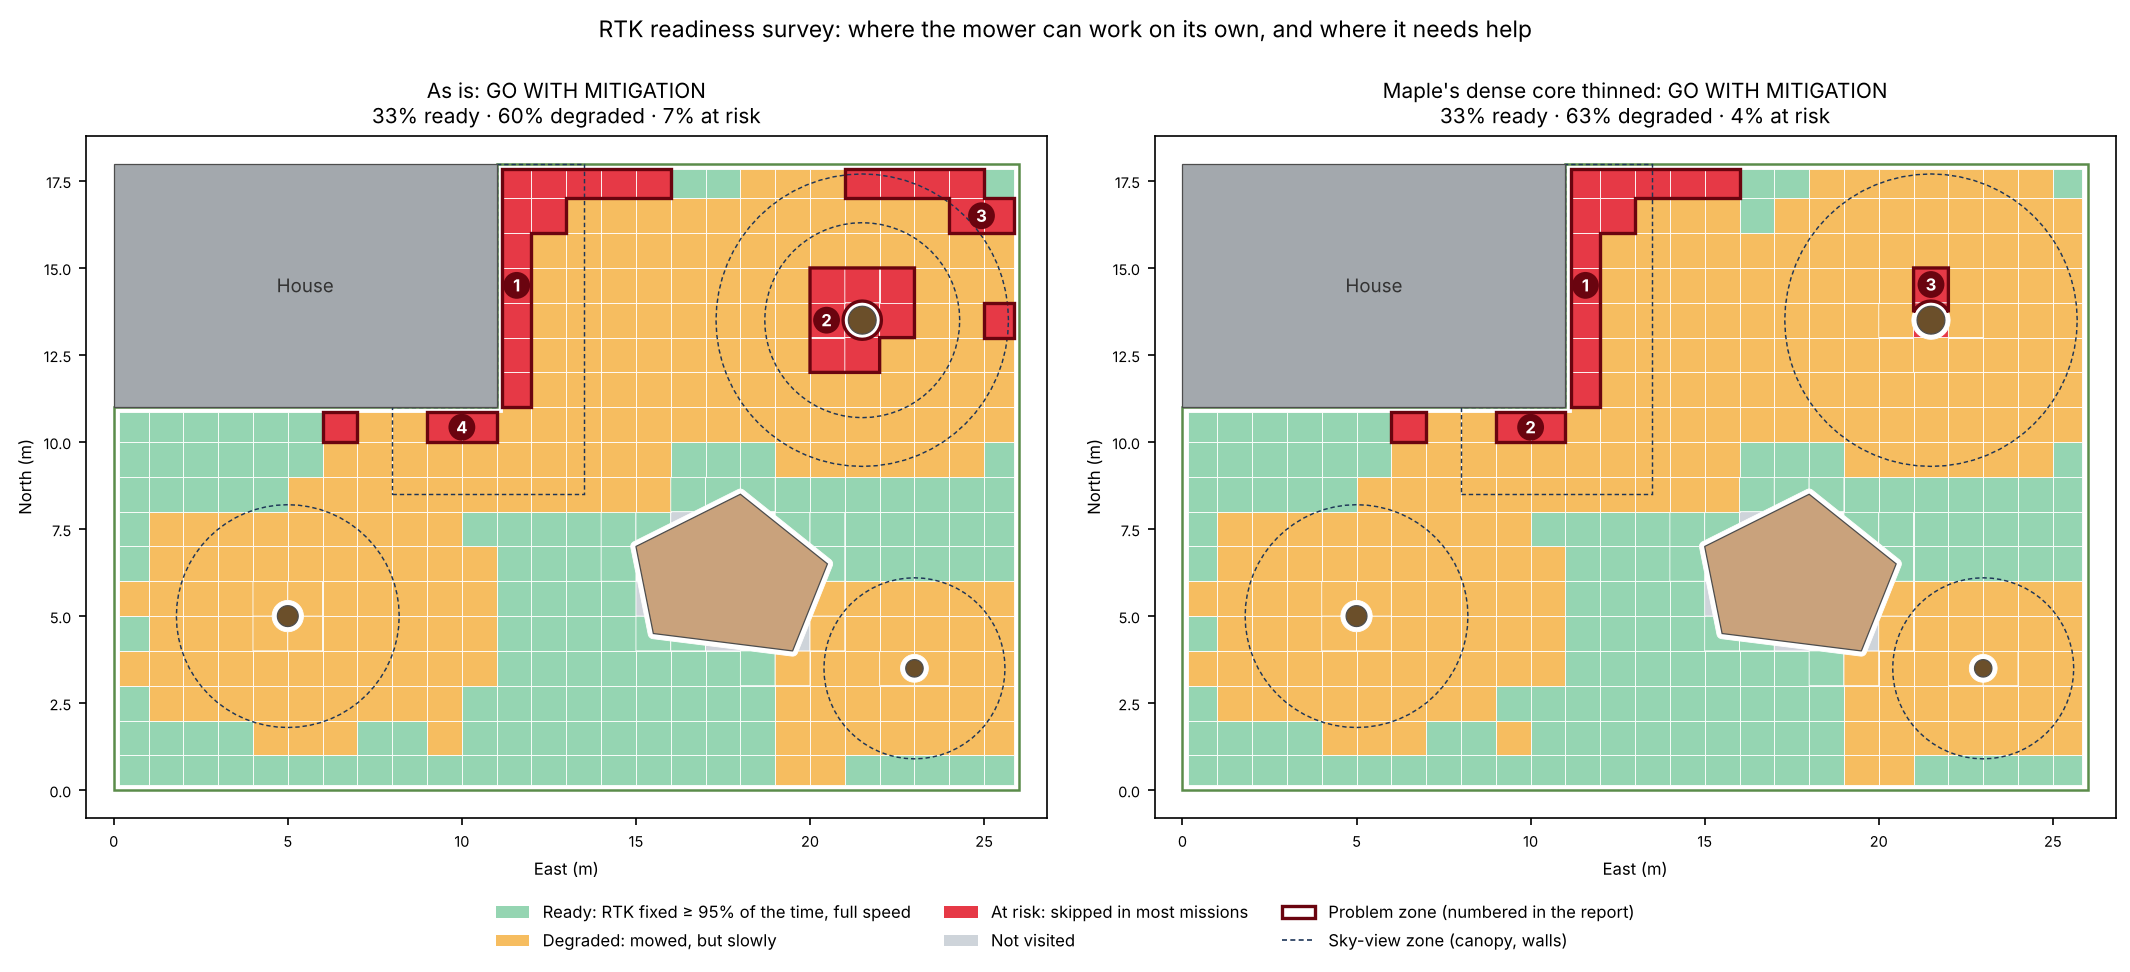 RTK readiness survey: where the mower can work on its own, and where it needs help
As is: GO WITH MITIGATION
33% ready · 60% degraded · 7% at risk
North (m)
17.5
15.0
12.5
10.0
7.5
5.0
2.5
0.0
House
1
2
3
4
0 5 10 15 20 25
East (m)
Maple's dense core thinned: GO WITH MITIGATION
33% ready · 63% degraded · 4% at risk
North (m)
17.5
15.0
12.5
10.0
7.5
5.0
2.5
0.0
House
1
3
2
0 5 10 15 20 25
East (m)
Ready: RTK fixed ≥ 95% of the time, full speed
Degraded: mowed, but slowly
At risk: skipped in most missions
Not visited
Problem zone (numbered in the report)
Sky-view zone (canopy, walls)